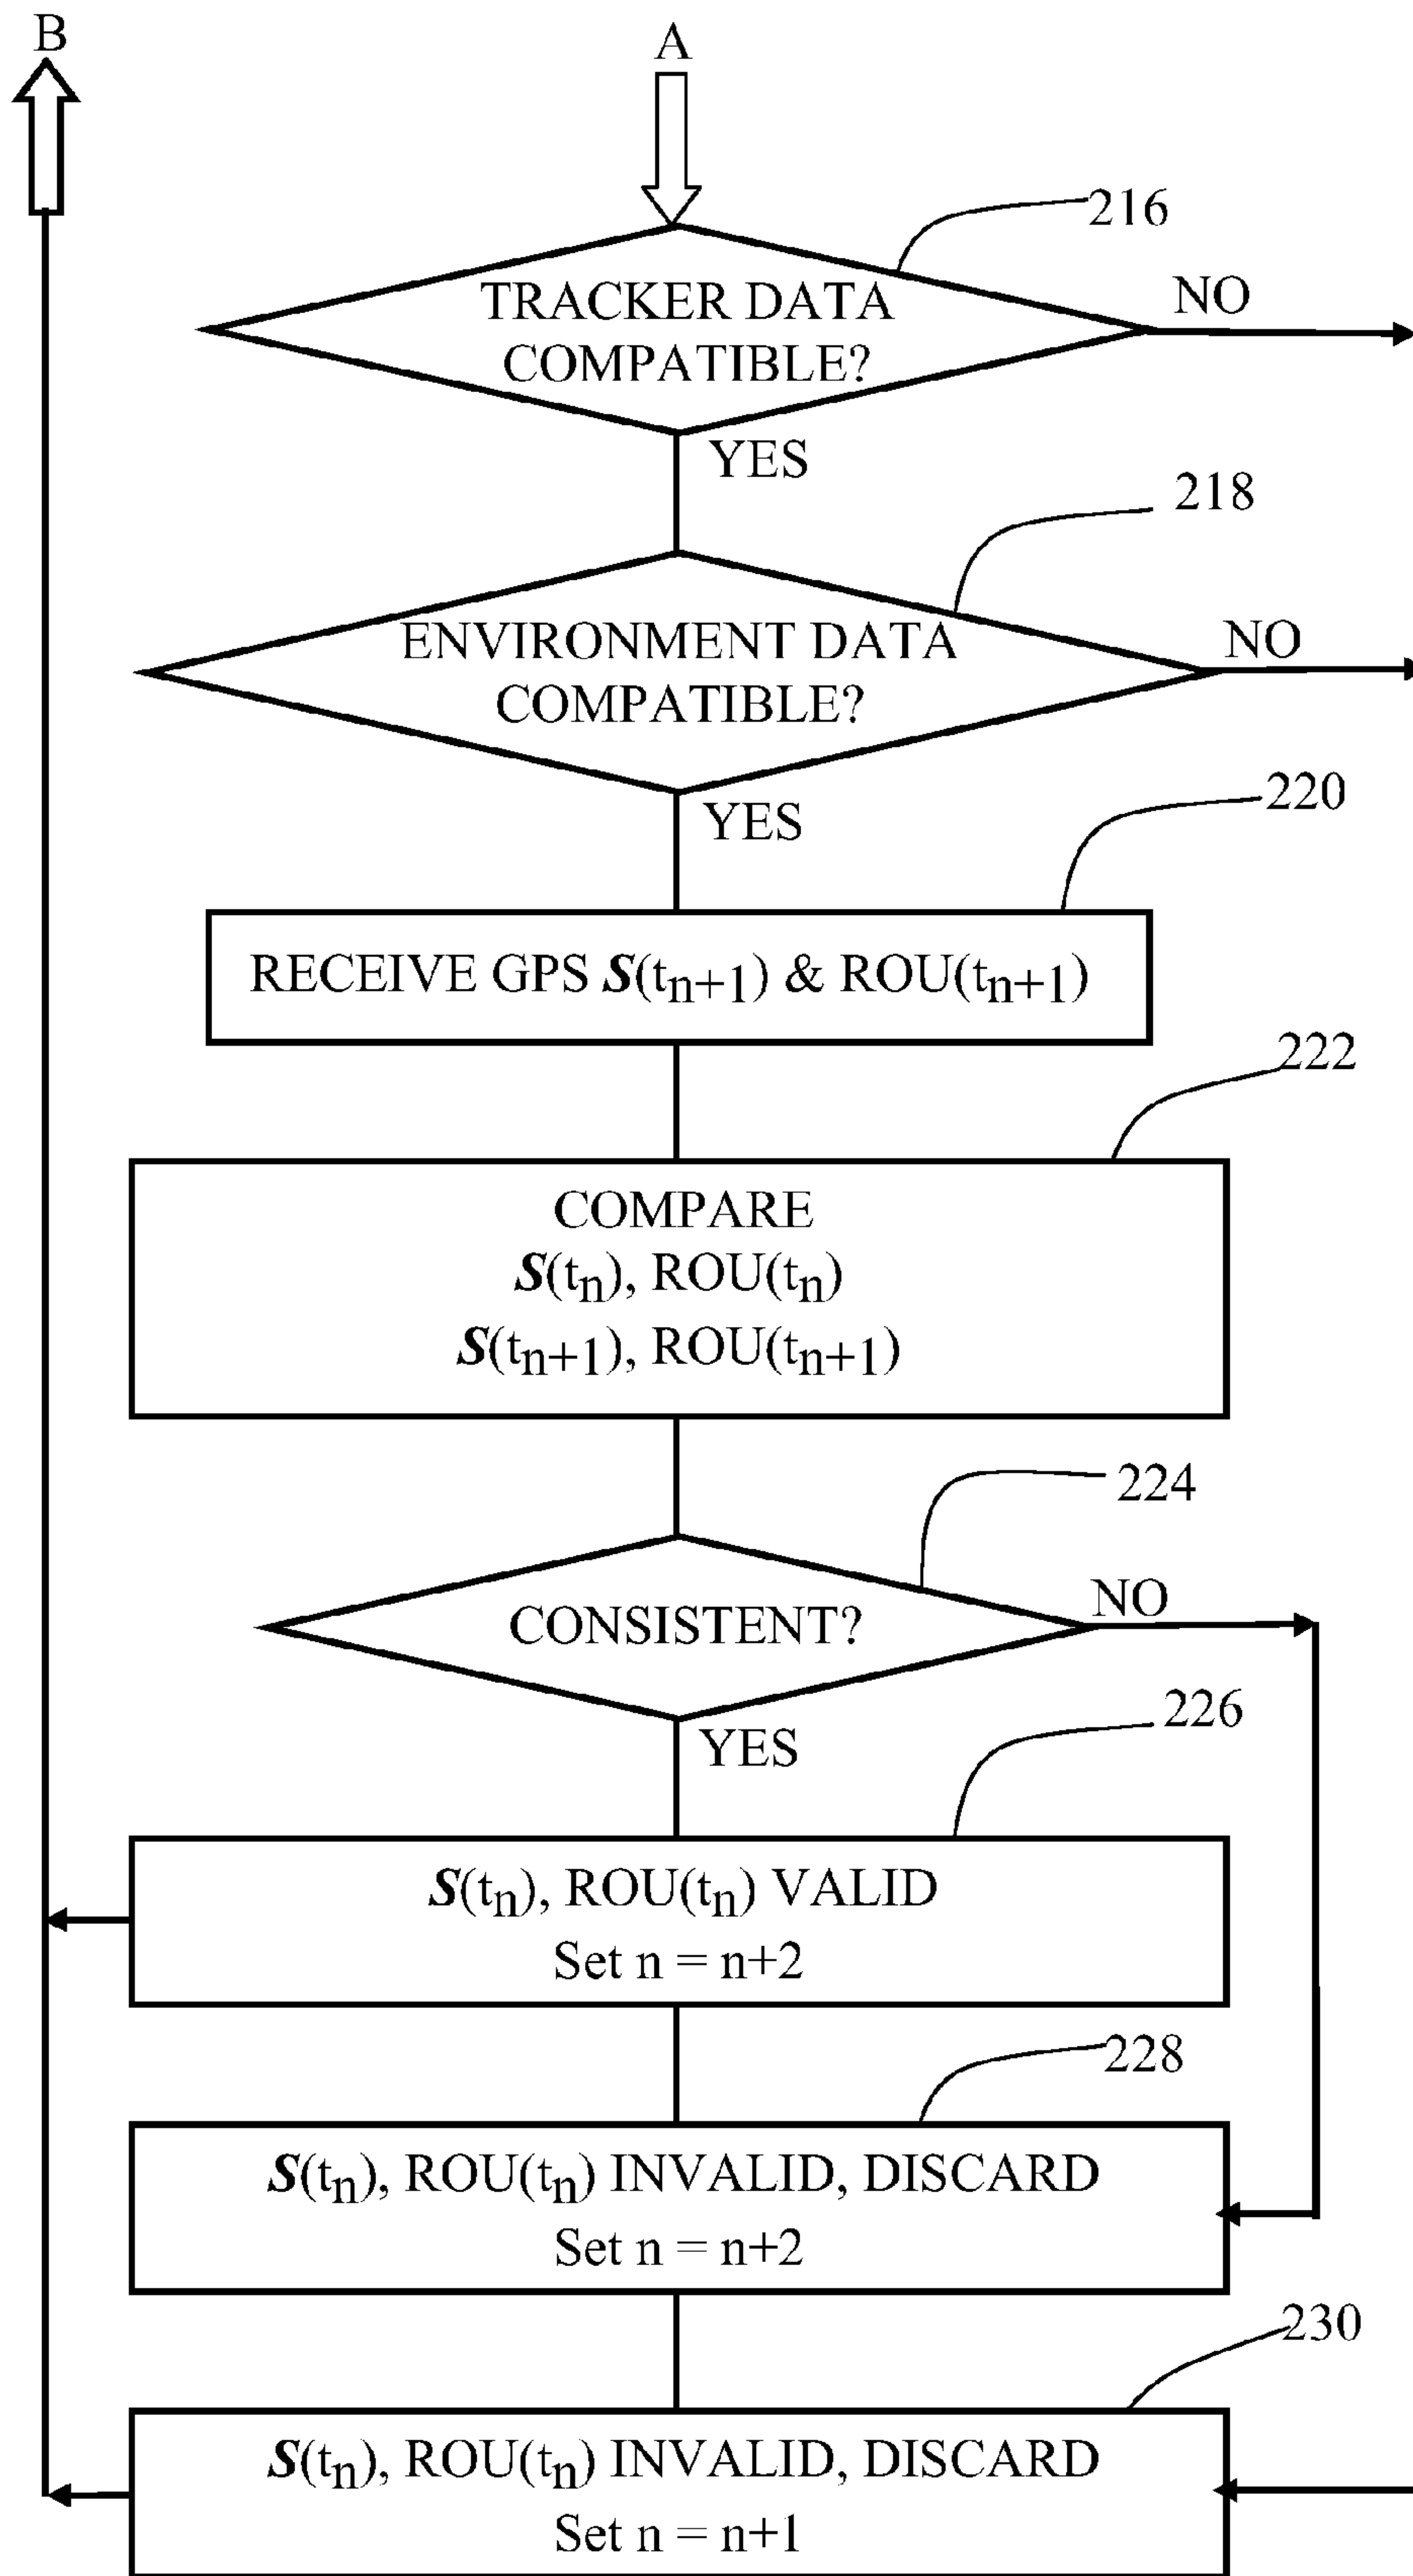 B
A
216
TRACKER DATA
COMPATIBLE?
NO
YES
218
ENVIRONMENT DATA
COMPATIBLE?
NO
YES
220
RECEIVE GPS S(tn+1) & ROU(tn+1)
222
COMPARE
S(tn), ROU(tn)
S(tn+1), ROU(tn+1)
224
CONSISTENT?
NO
YES
226
S(tn), ROU(tn) VALID
Set n = n+2
228
S(tn), ROU(tn) INVALID, DISCARD
Set n = n+2
230
S(tn), ROU(tn) INVALID, DISCARD
Set n = n+1